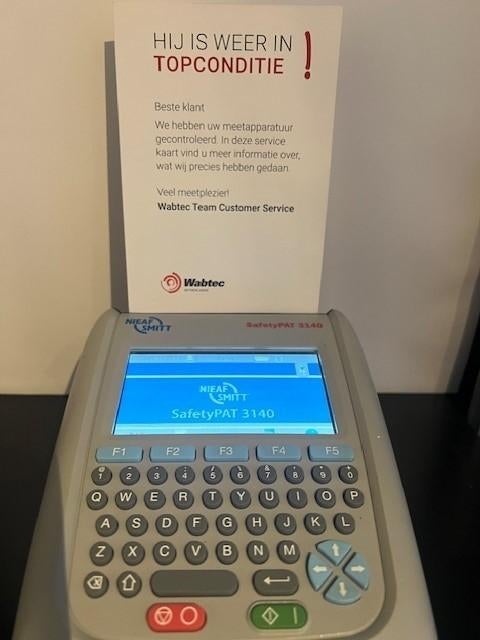 HIJ IS WEER IN
TOPCONDITIE !
Beste klant
We hebben uw meetapparatuur
gecontroleerd. In deze service
kaart vind u meer informatie over,
wat wij precies hebben gedaan.
Veel meetplezier!
Wabtec Team Customer Service
Wabtec
NIEAF
SMITT
SafetyPAT 3140
NIEAF
SMITT
SafetyPAT 3140
F1 F2 F3 F4 F5
1 2 3 4 5 6 7 8 9 0
Q W E R T Y U I O P
A S D F G H J K L
Z X C V B N M